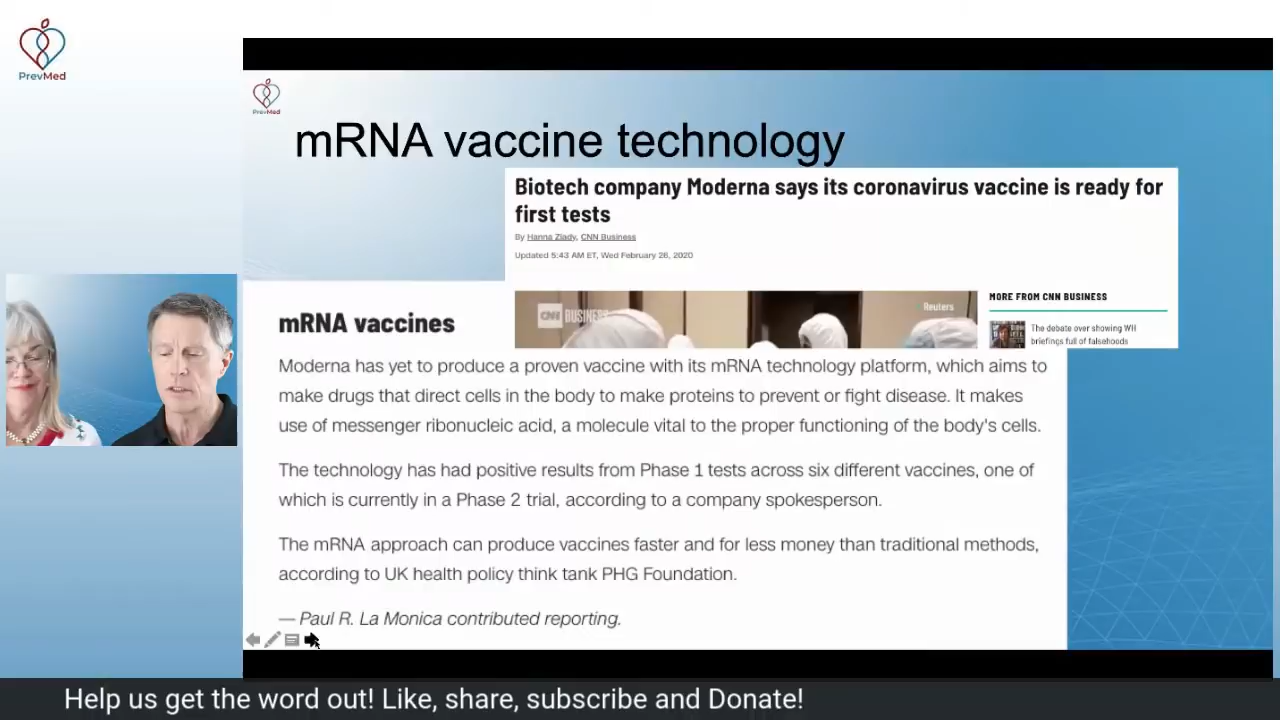 PrevMed
PrevMed
mRNA vaccine technology
Biotech company Moderna says its coronavirus vaccine is ready for
first tests
By Hanna Ziady, CNN Business
Updated 5:43 AM ET, Wed February 26, 2020
CNN BUSINESS
Reuters
MORE FROM CNN BUSINESS
The debate over showing WH
briefings full of falsehoods
mRNA vaccines
Moderna has yet to produce a proven vaccine with its mRNA technology platform, which aims to
make drugs that direct cells in the body to make proteins to prevent or fight disease. It makes
use of messenger ribonucleic acid, a molecule vital to the proper functioning of the body's cells.
The technology has had positive results from Phase 1 tests across six different vaccines, one of
which is currently in a Phase 2 trial, according to a company spokesperson.
The mRNA approach can produce vaccines faster and for less money than traditional methods,
according to UK health policy think tank PHG Foundation.
— Paul R. La Monica contributed reporting.
Help us get the word out! Like, share, subscribe and Donate!